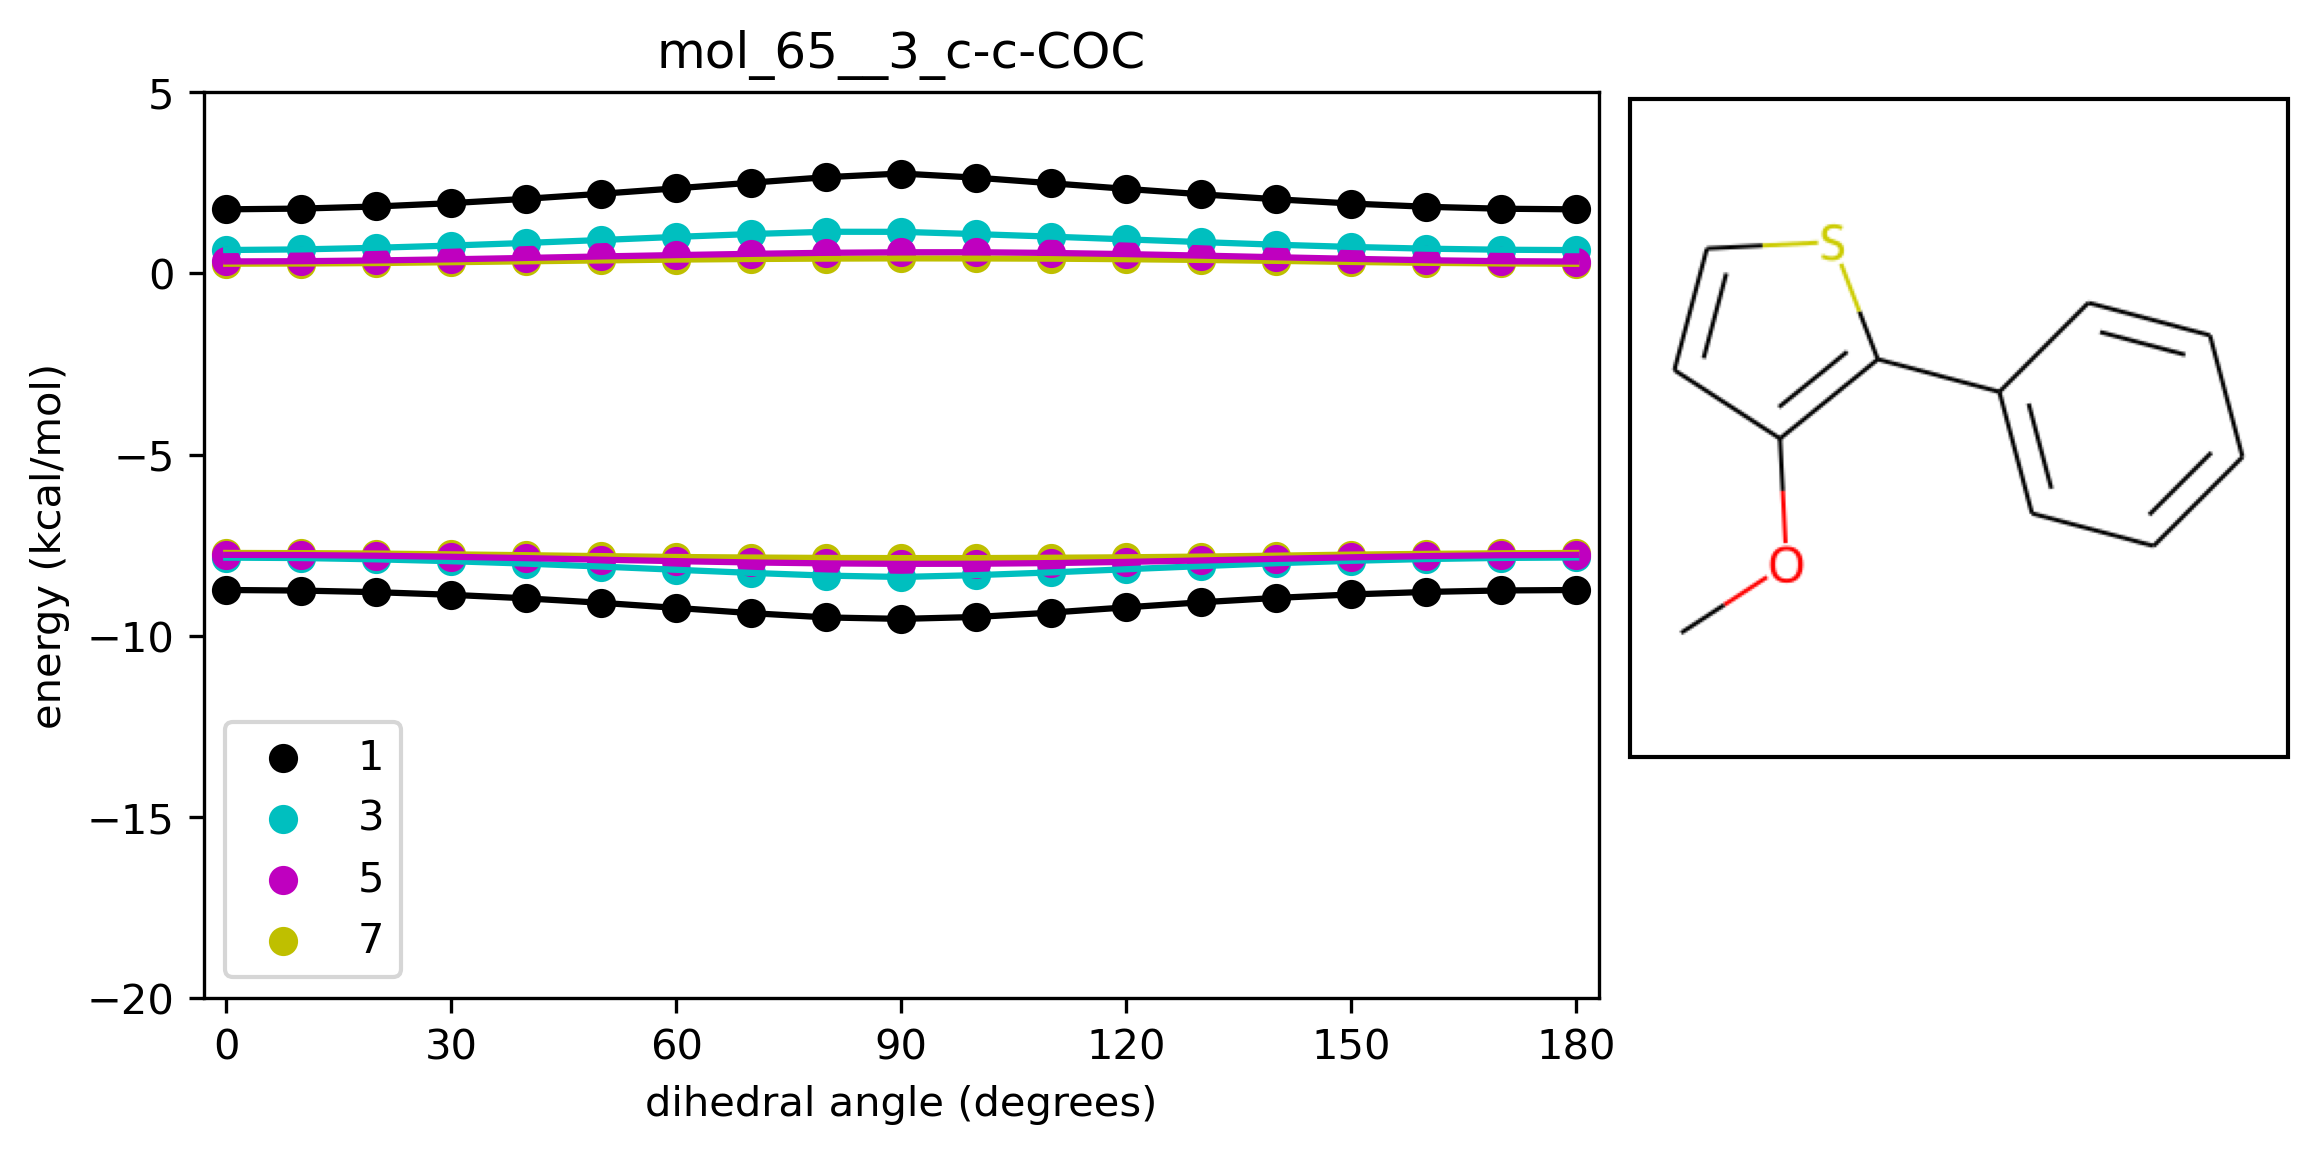 mol_65__3_c-c-COC
energy (kcal/mol)
5
0
−5
−10
−15
−20
1
3
5
7
0 30 60 90 120 150 180
dihedral angle (degrees)
S
O